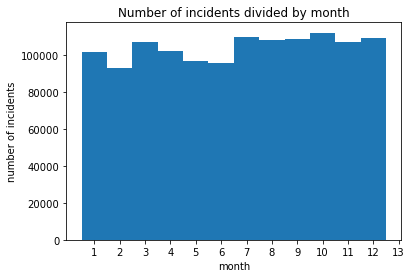 Number of incidents divided by month
number of incidents
100000
80000
60000
40000
20000
0
1 2 3 4 5 6 7 8 9 10 11 12 13
month